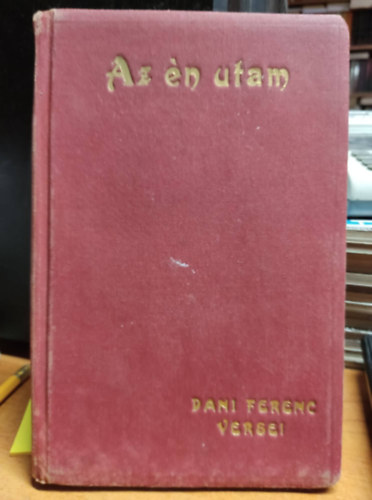 Az èn utam
DANI FERENC
VERSEI